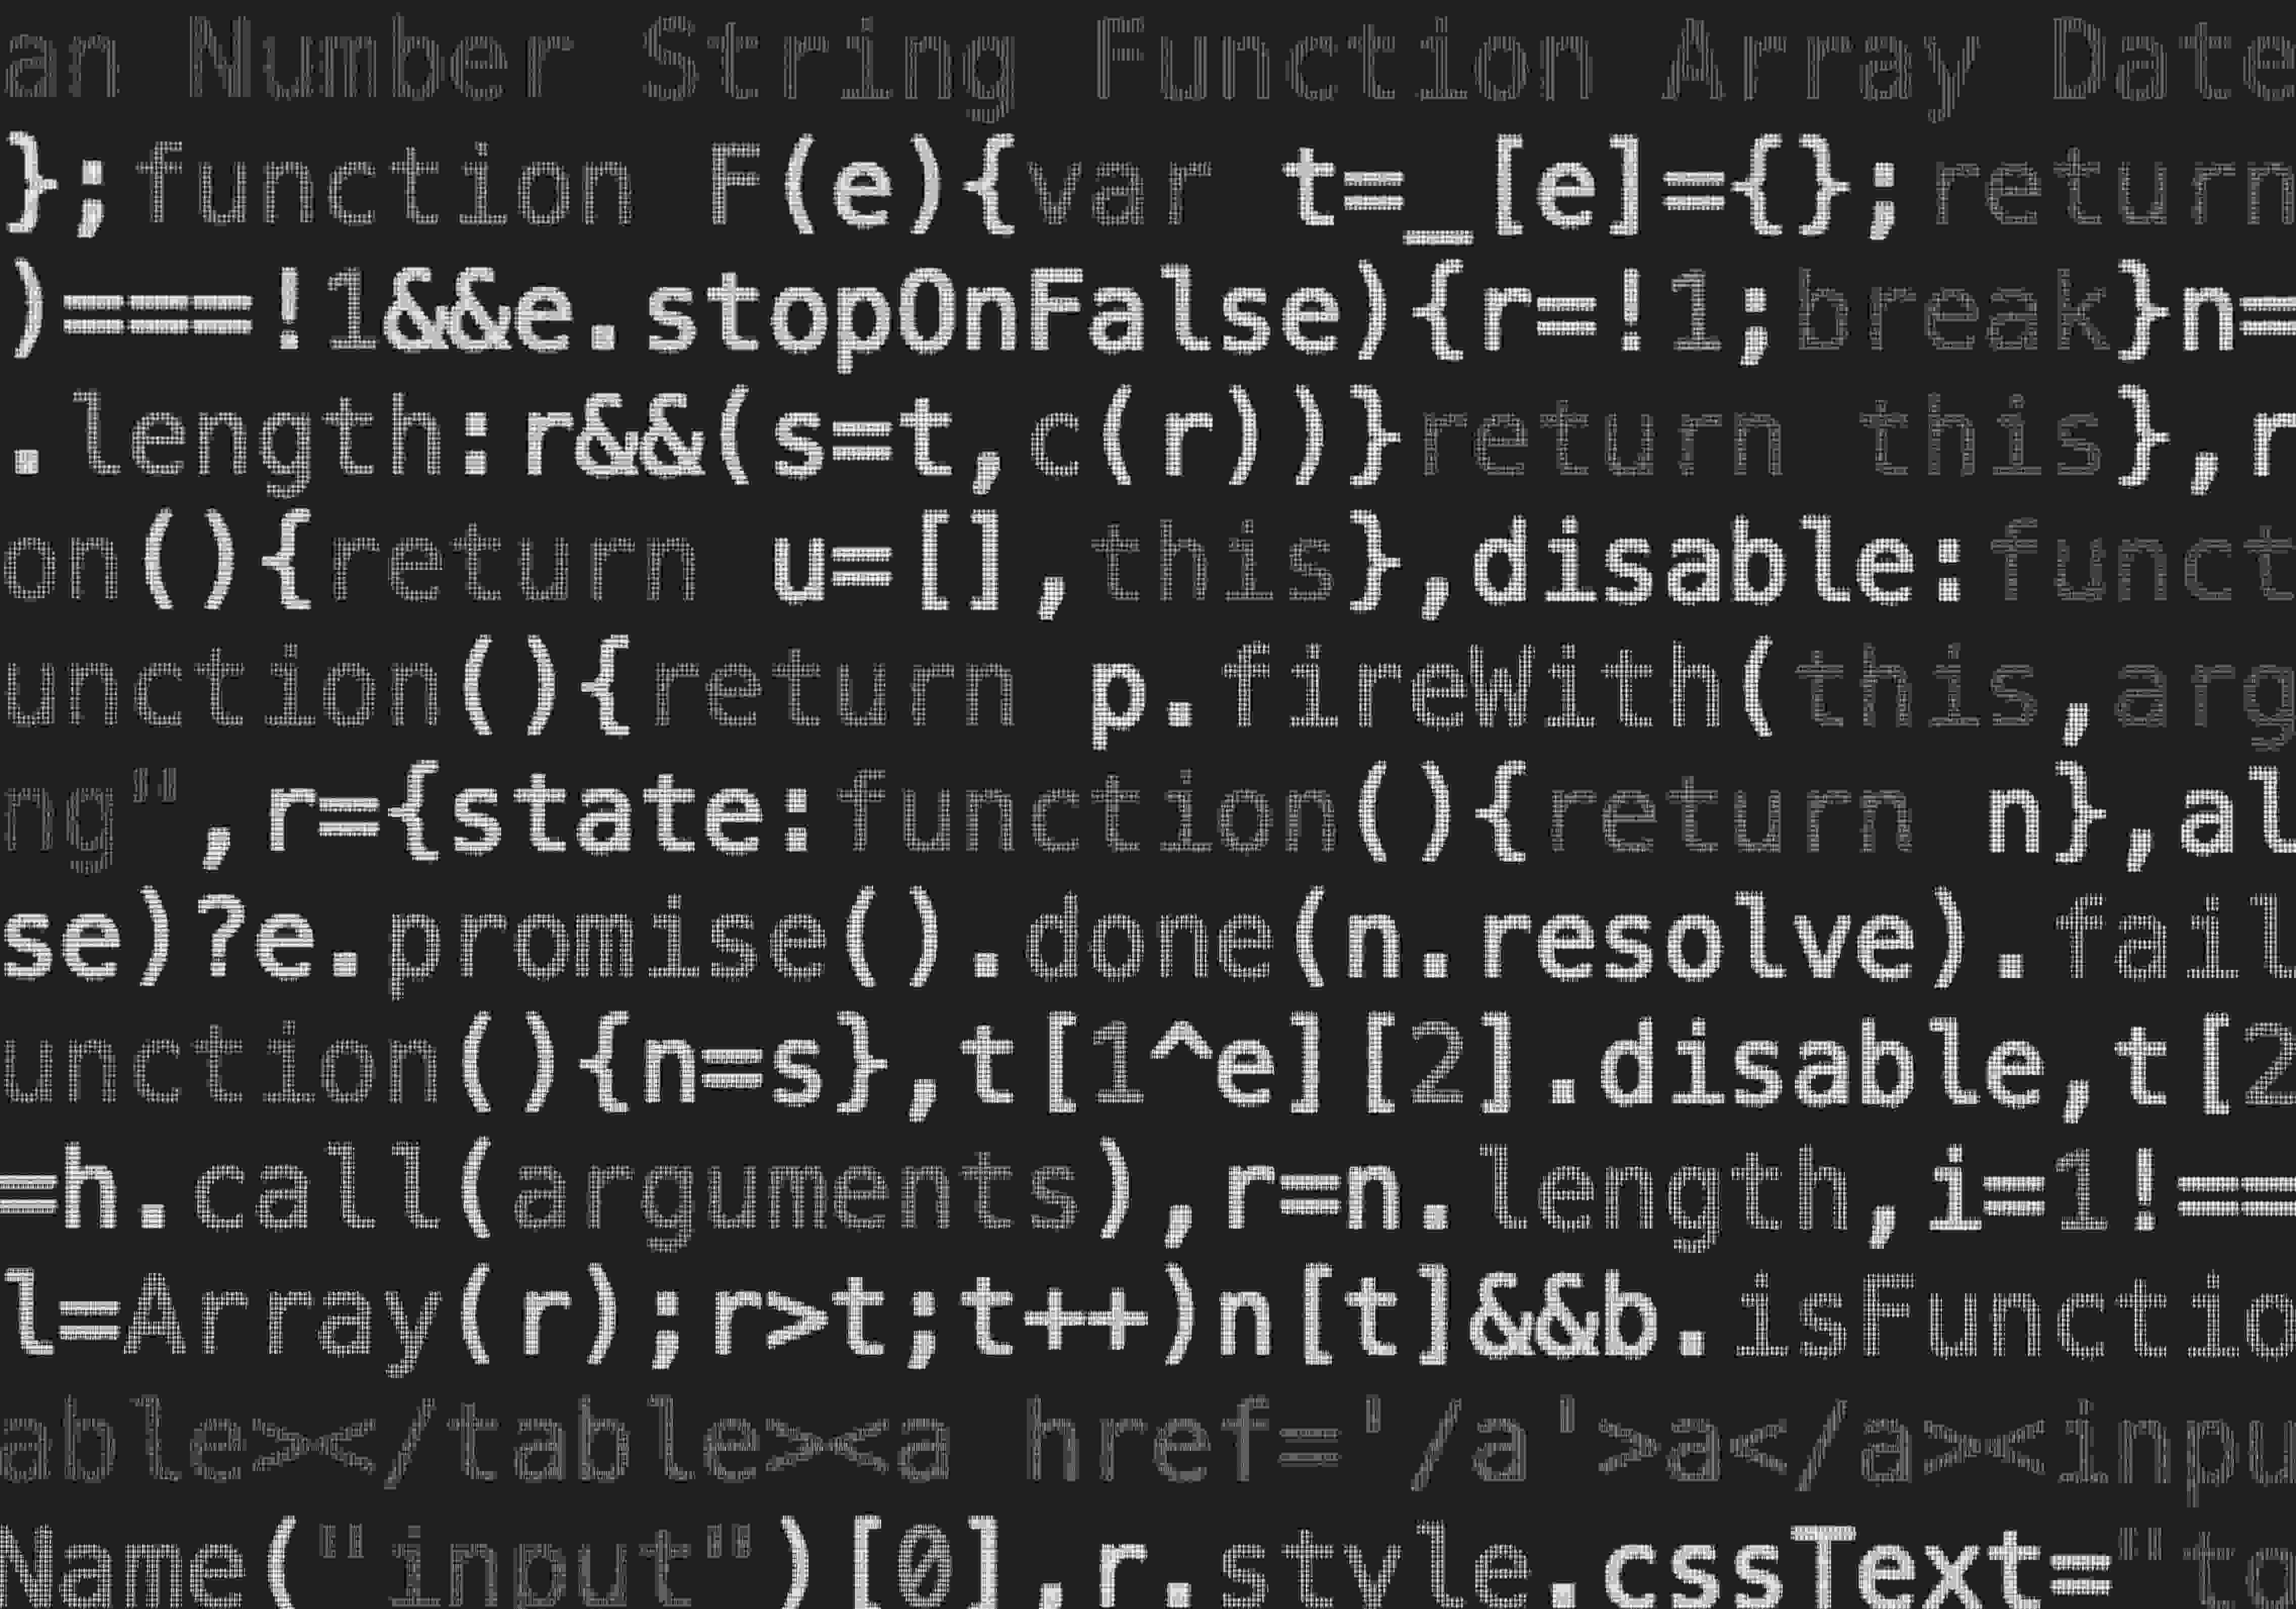 an Number String Function Array Date
};function F(e){var t=_[e]={};return
)===!1&&e.stopOnFalse){r=!1;break}n=
.length:r&&(s=t,c(r))}return this},r
on(){return u=[],this},disable:funct
unction(){return p.fireWith(this,arg
ng",r={state:function(){return n},al
se)?e.promise().done(n.resolve).fail
unction(){n=s},t[1^e][2].disable,t[2
=h.call(arguments),r=n.length,i=1!==
l=Array(r);r>t;t++)n[t]&&b.isFunctio
able></table><a href='/a'>a</a><inpu
Name("input")[0],r.style.cssText="to